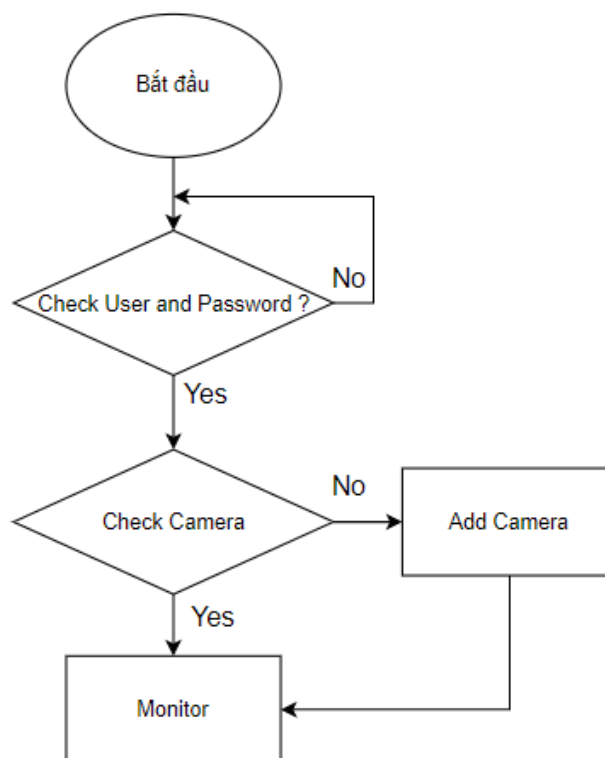 Bắt đầu
No
Check User and Password ?
Yes
No
Check Camera
Add Camera
Yes
Monitor